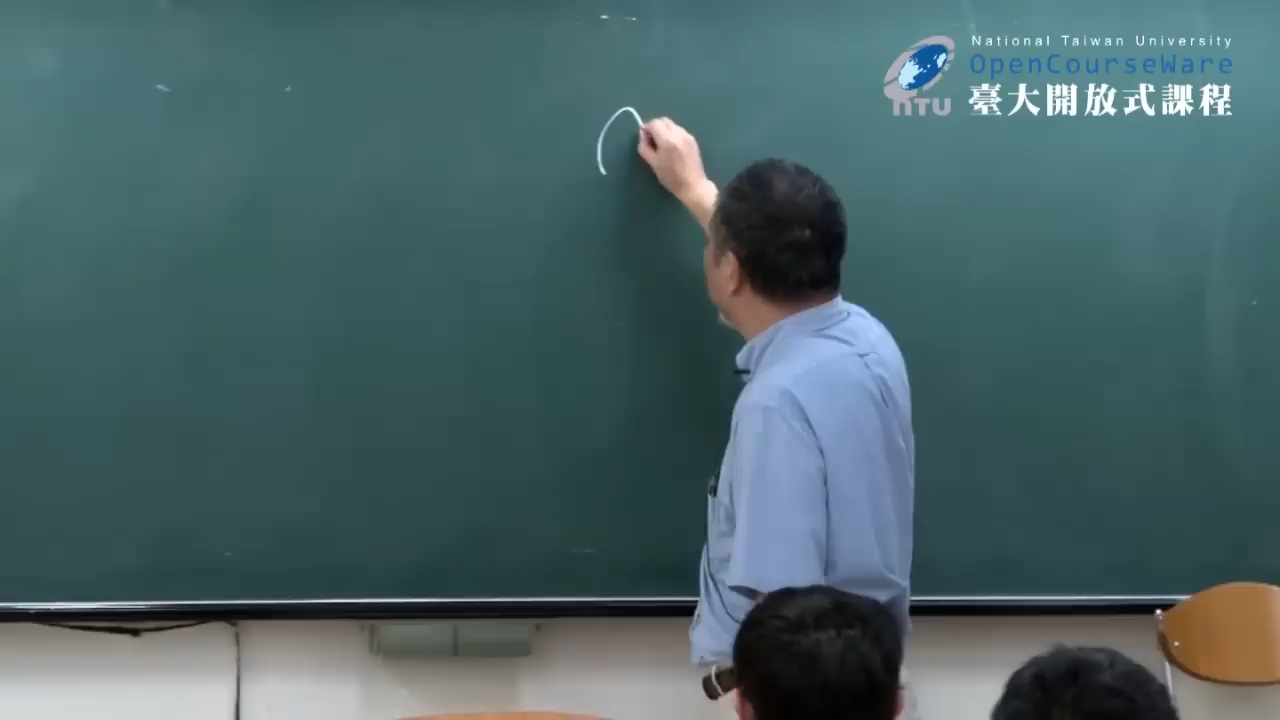 National Taiwan University
OpenCourseWare
NTU
臺大開放式課程